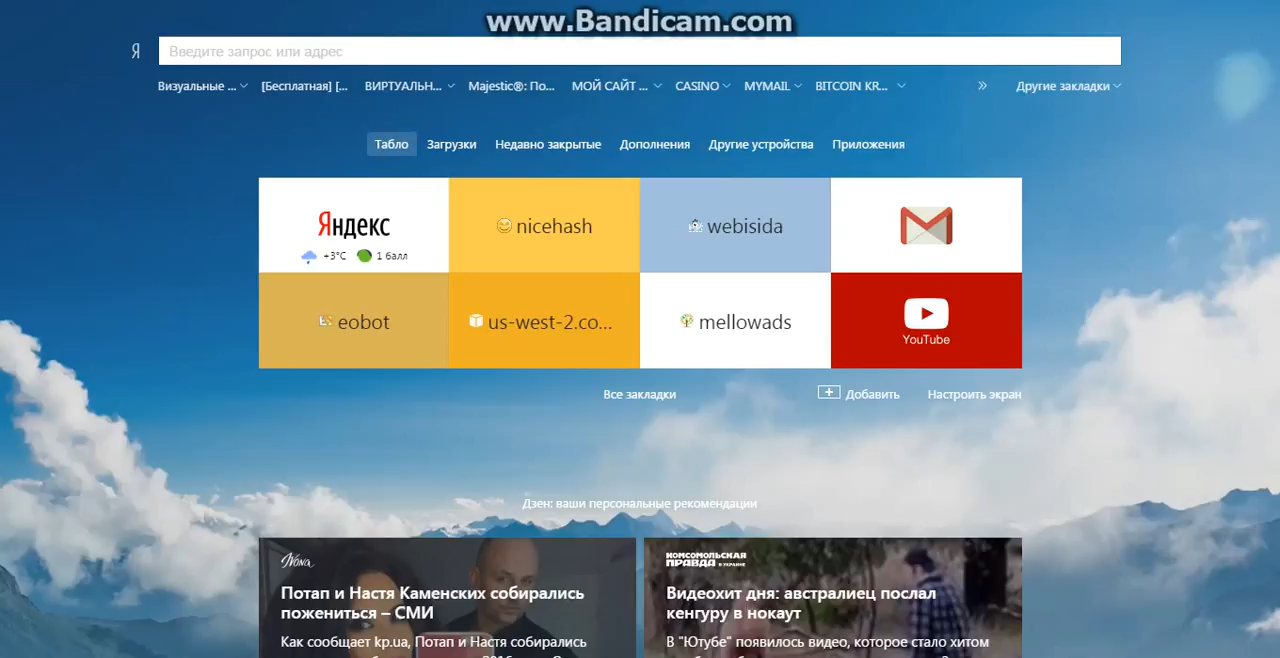 www.Bandicam.com
Я Введите запрос или адрес
Визуальные ... [Бесплатная] [... ВИРТУАЛЬН... Majestic®: По... МОЙ САЙТ ... CASINO MYMAIL BITCOIN KR... » Другие закладки
Табло Загрузки Недавно закрытые Дополнения Другие устройства Приложения
Яндекс
+3°C 1 балл
nicehash
webisida
eobot
us-west-2.co...
mellowads
YouTube
Все закладки Добавить Настроить экран
Дзен: ваши персональные рекомендации
Ivona
Потап и Настя Каменских собирались
пожениться – СМИ
Как сообщает kp.ua, Потап и Настя собирались
КОМСОМОЛЬСКАЯ
ПРАВДА В УКРАИНЕ
Видеохит дня: австралиец послал
кенгуру в нокаут
В "Ютубе" появилось видео, которое стало хитом